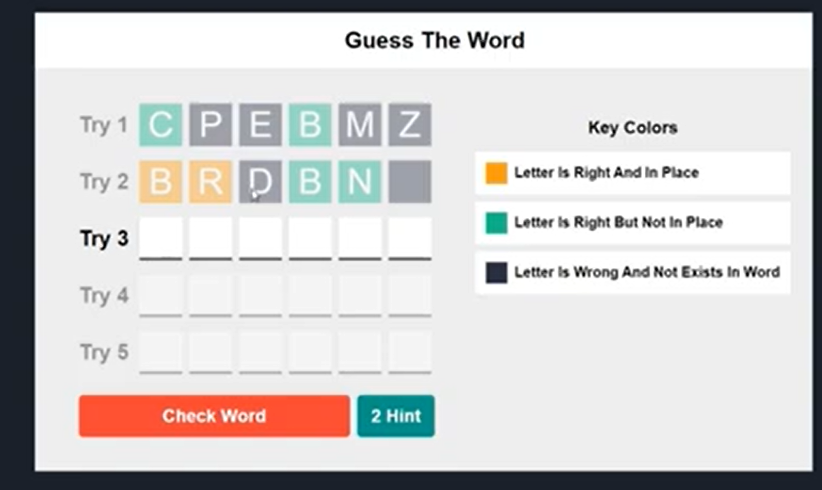 Guess The Word
Try 1 C P E B M Z
Try 2 B R D B N
Try 3
Try 4
Try 5
Check Word
2 Hint
Key Colors
Letter Is Right And In Place
Letter Is Right But Not In Place
Letter Is Wrong And Not Exists In Word